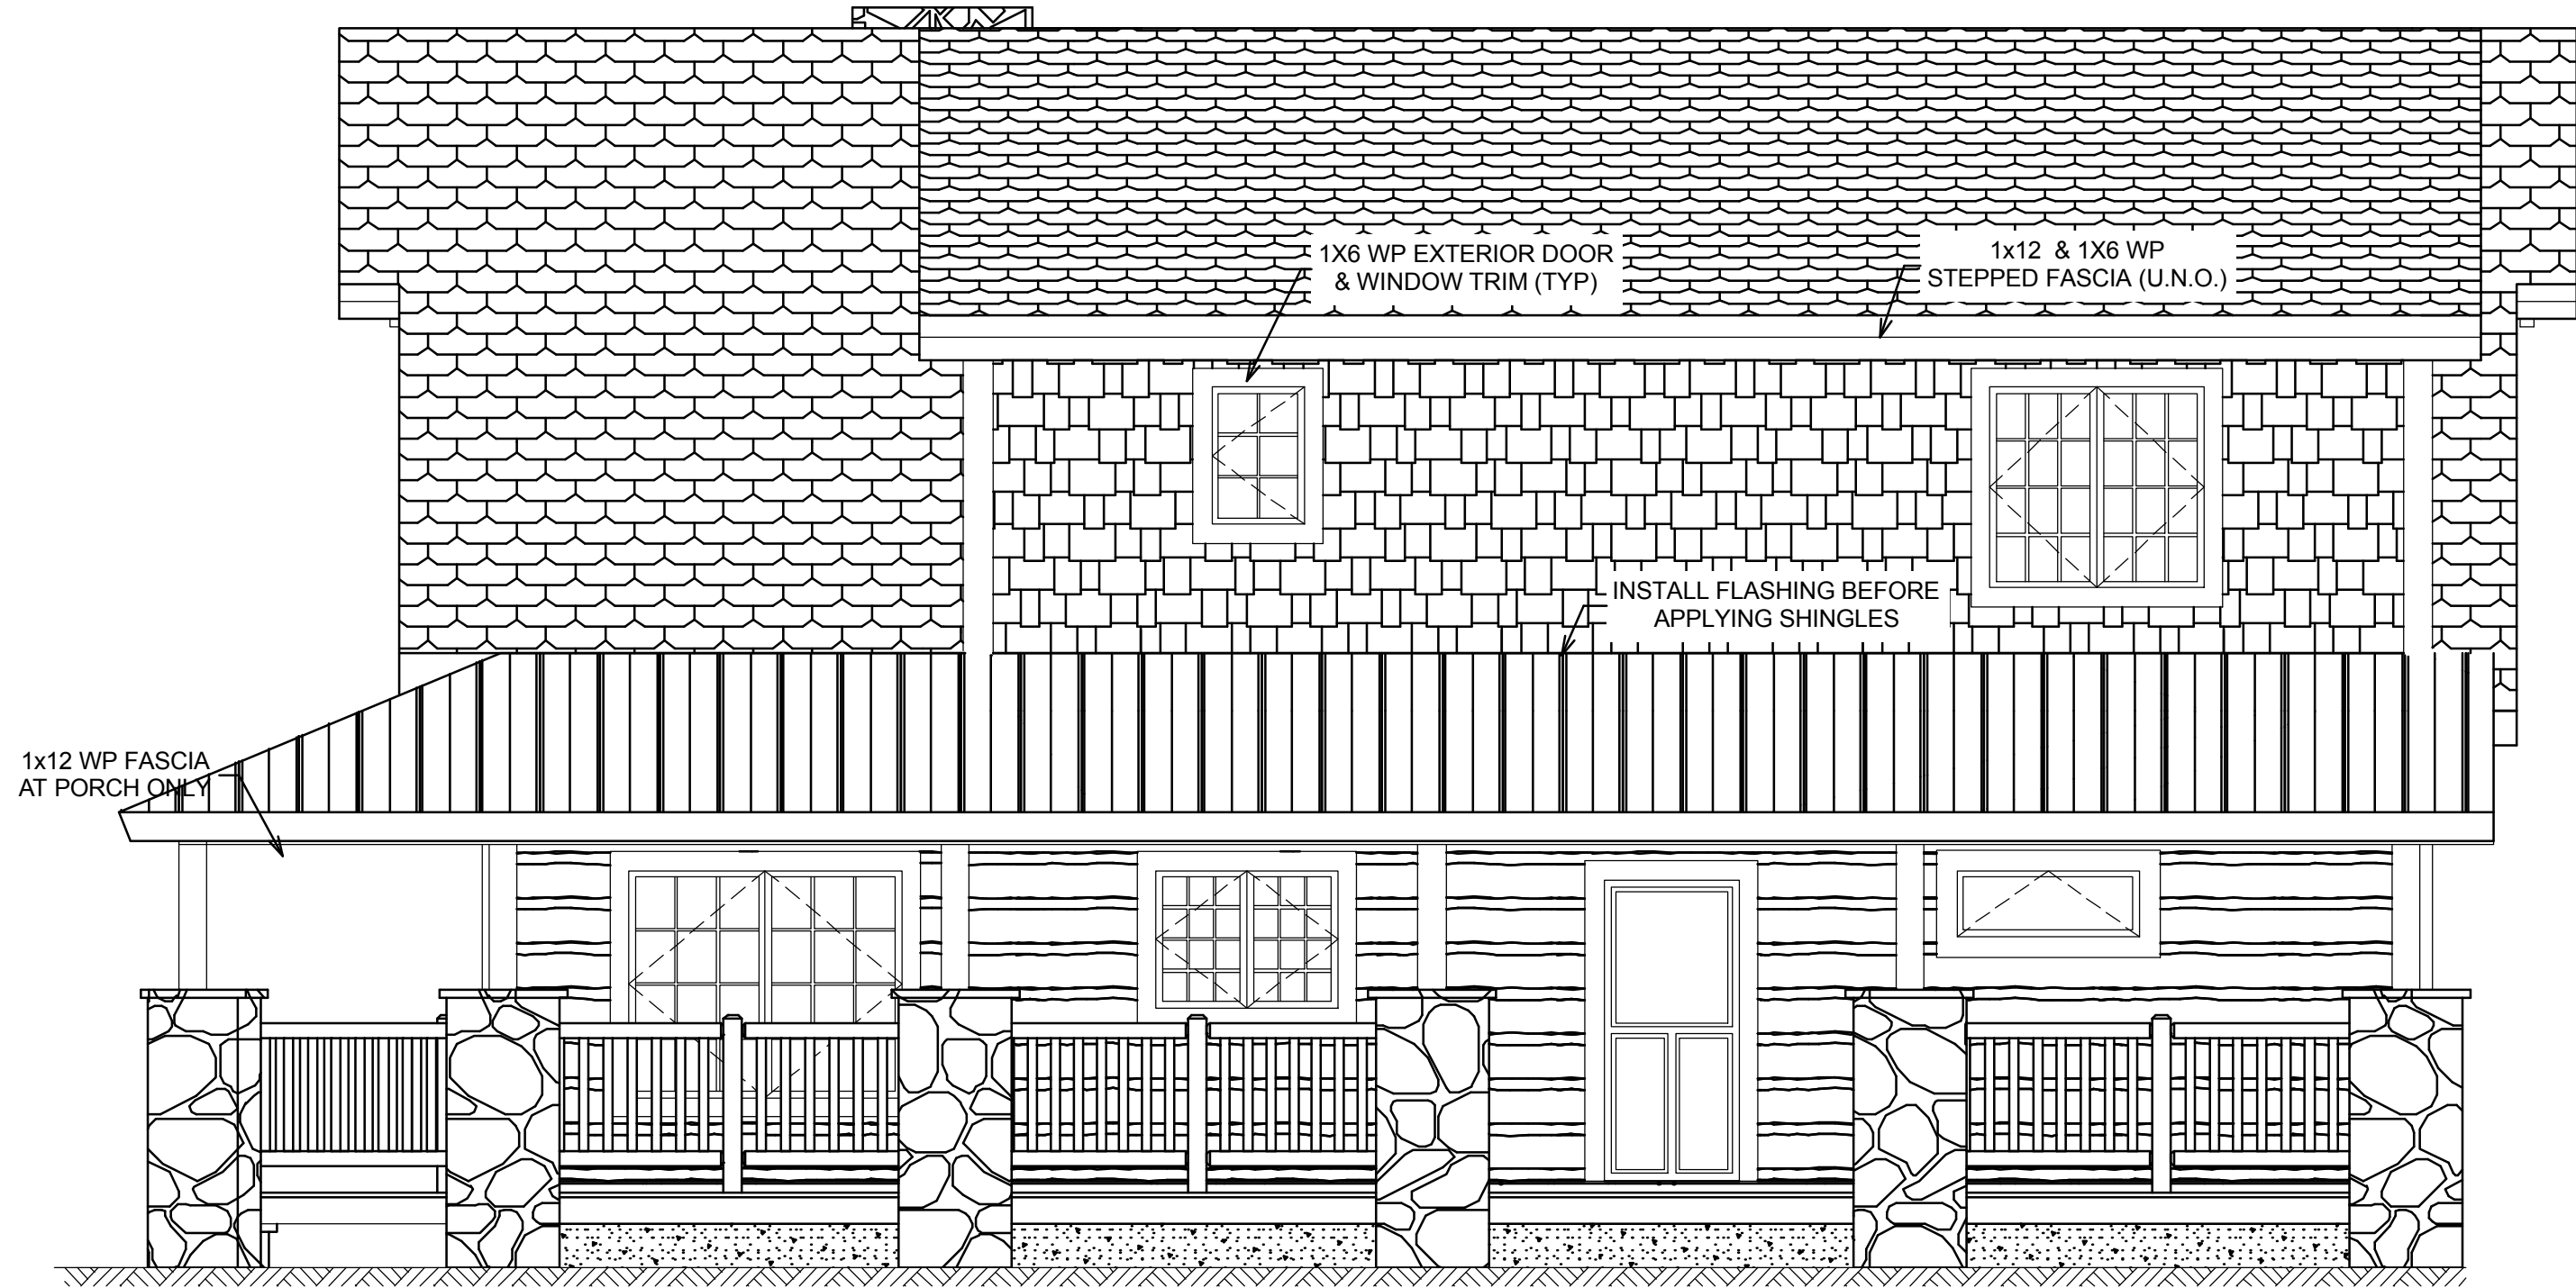 1X6 WP EXTERIOR DOOR
& WINDOW TRIM (TYP)
1x12 & 1X6 WP
STEPPED FASCIA (U.N.O.)
INSTALL FLASHING BEFORE
APPLYING SHINGLES
1x12 WP FASCIA
AT PORCH ONLY